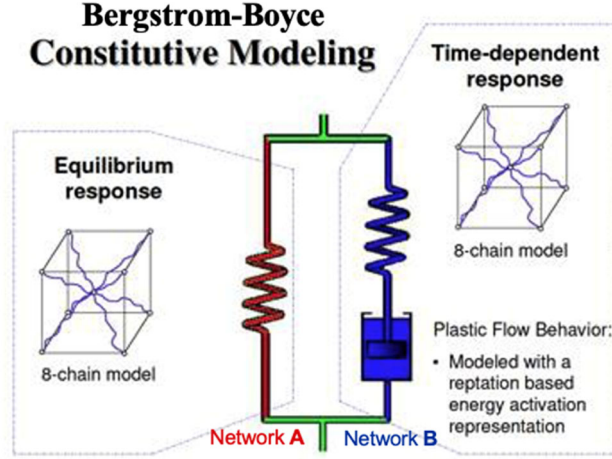 Bergstrom-Boyce
Constitutive Modeling
Time-dependent
response
Equilibrium
response
8-chain model
8-chain model
Plastic Flow Behavior:
• Modeled with a
reptation based
energy activation
representation
Network A
Network B